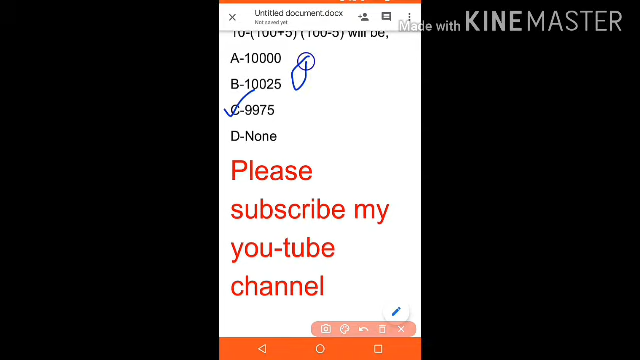 Untitled document.docx
Not saved yet
Made with KINEMASTER
10-(100+5) (100-5) will be,
A-10000
B-10025
C-9975
D-None
Please
subscribe my
you-tube
channel